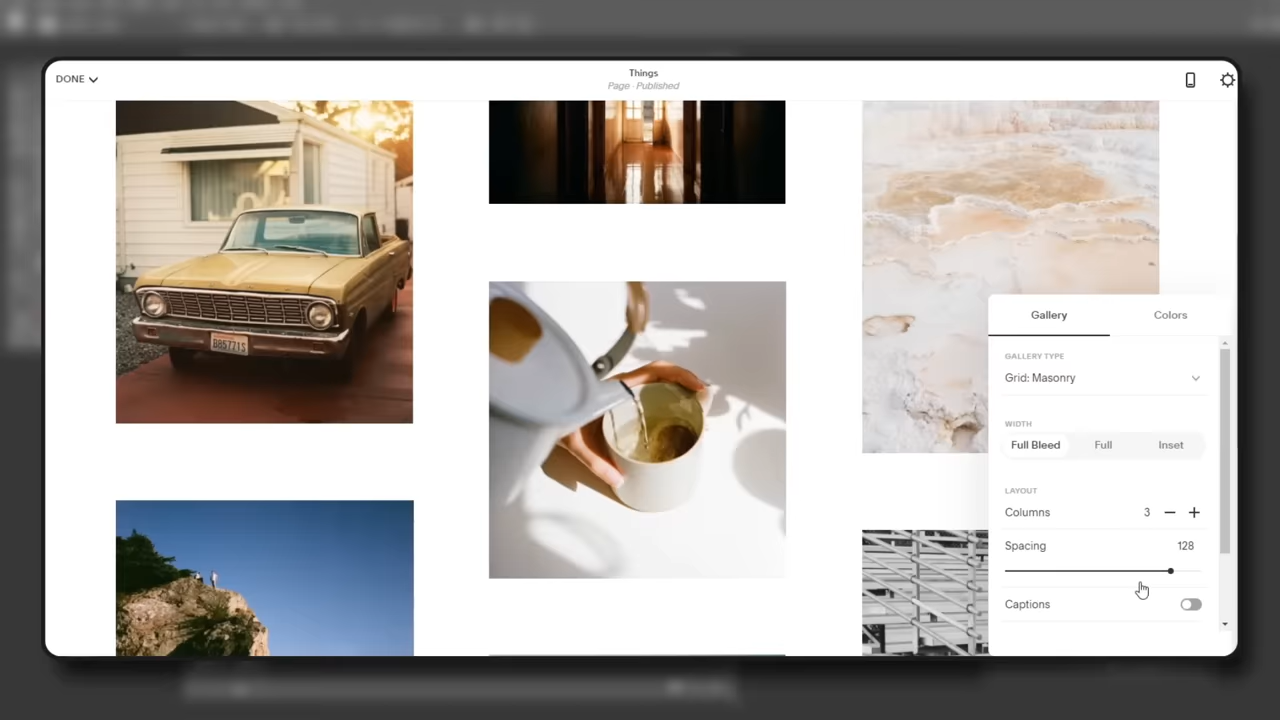 DONE
Things
Page · Published
B85771S
Gallery
Colors
GALLERY TYPE
Grid: Masonry
WIDTH
Full Bleed
Full
Inset
LAYOUT
Columns
3
Spacing
128
Captions